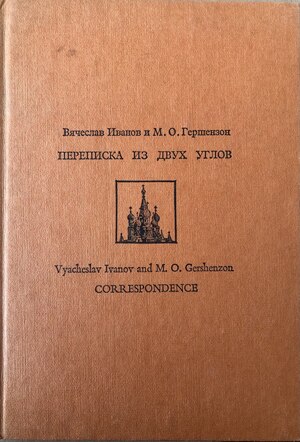 Вячеслав Иванов и М. О. Гершензон
ПЕРЕПИСКА ИЗ ДВУХ УГЛОВ
Vyacheslav Ivanov and M. O. Gershenzon
CORRESPONDENCE